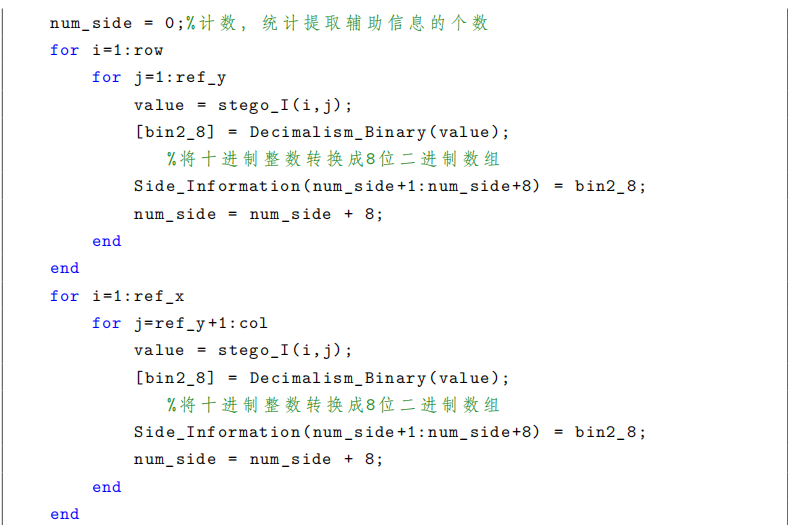 num_side = 0;%计数, 统计提取辅助信息的个数
for i=1:row
for j=1:ref_y
value = stego_I(i,j);
[bin2_8] = Decimalism_Binary(value);
%将十进制整数转换成8位二进制数组
Side_Information(num_side+1:num_side+8) = bin2_8;
num_side = num_side + 8;
end
end
for i=1:ref_x
for j=ref_y+1:col
value = stego_I(i,j);
[bin2_8] = Decimalism_Binary(value);
%将十进制整数转换成8位二进制数组
Side_Information(num_side+1:num_side+8) = bin2_8;
num_side = num_side + 8;
end
end